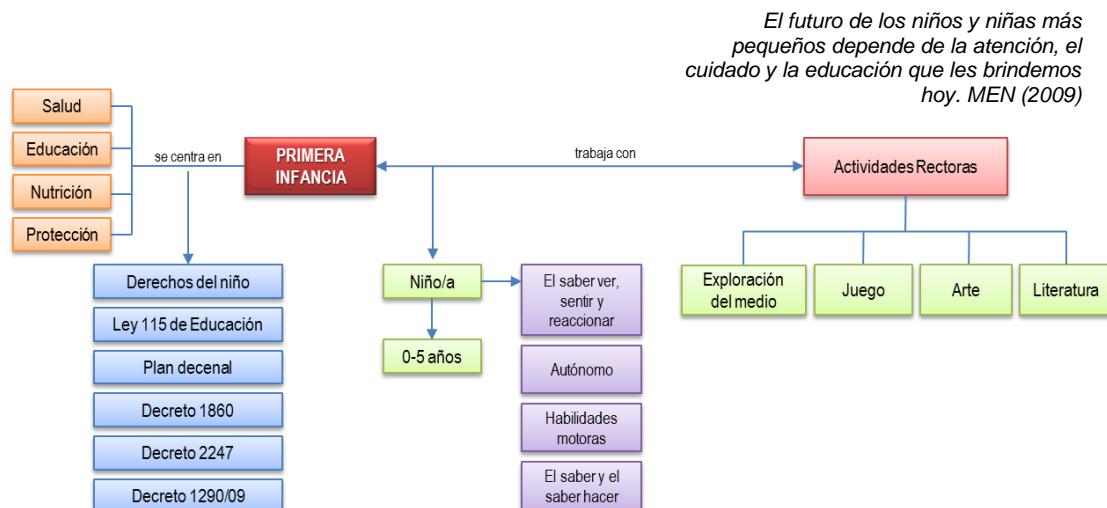 El futuro de los niños y niñas más
pequeños depende de la atención, el
cuidado y la educación que les brindemos
hoy. MEN (2009)
Salud
Educación
Nutrición
Protección
se centra en
PRIMERA
INFANCIA
trabaja con
Actividades Rectoras
Derechos del niño
Ley 115 de Educación
Plan decenal
Decreto 1860
Decreto 2247
Decreto 1290/09
Niño/a
0-5 años
El saber ver,
sentir y
reaccionar
Autónomo
Habilidades
motoras
El saber y el
saber hacer
Exploración
del medio
Juego
Arte
Literatura